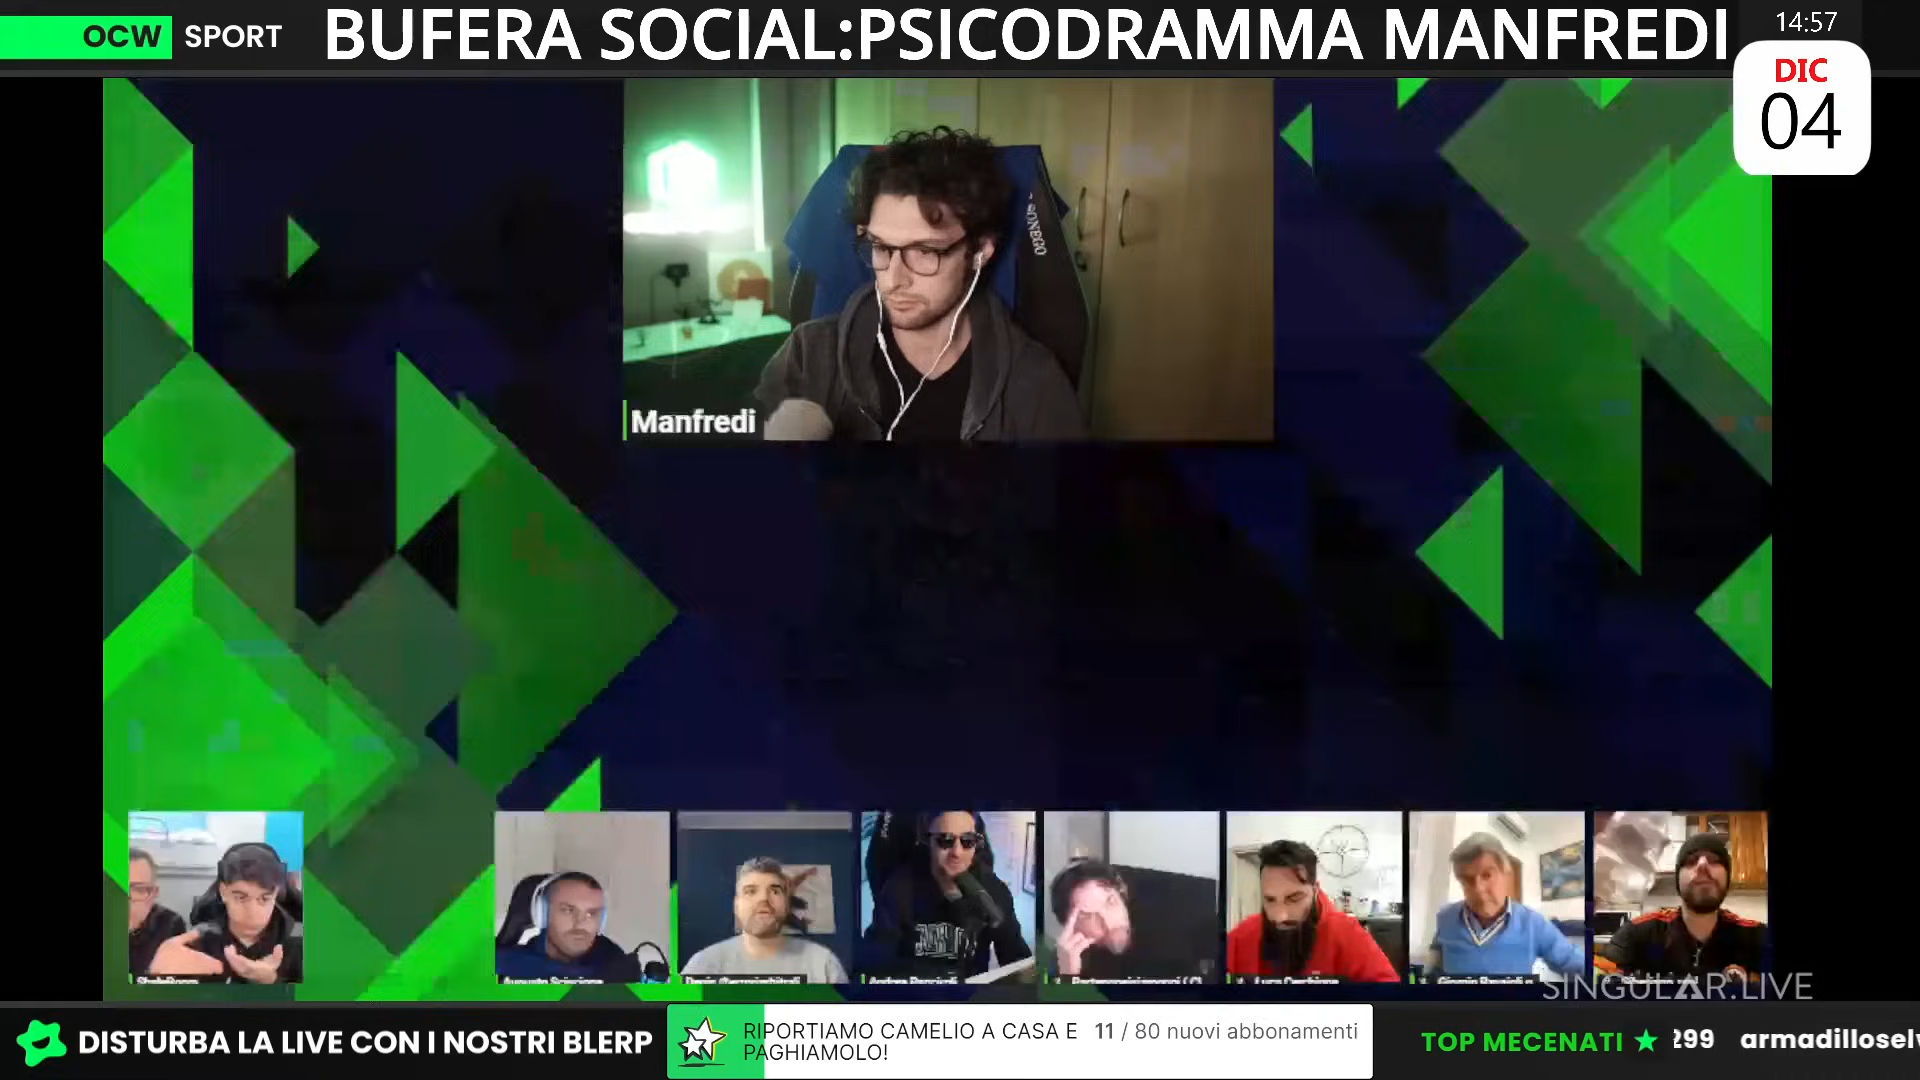 OCW SPORT
BUFERA SOCIAL:PSICODRAMMA MANFREDI
14:57
DIC
04
Manfredi
SINGULAR.LIVE
DISTURBA LA LIVE CON I NOSTRI BLERP
RIPORTIAMO CAMELIO A CASA E PAGHIAMOLO!
11 / 80 nuovi abbonamenti
TOP MECENATI
299